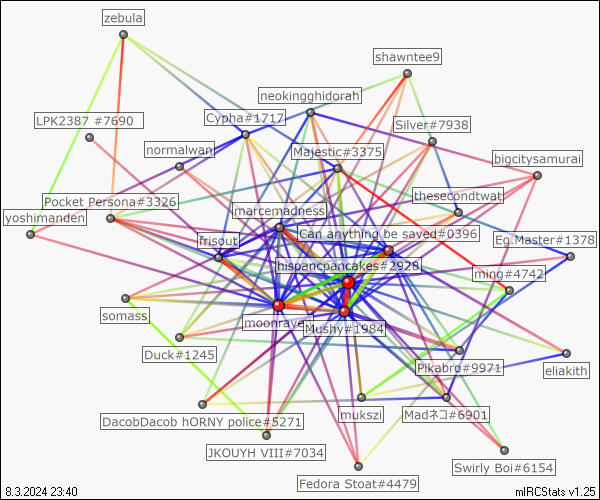 zebula
shawntee9
neokingghidorah
LPK2387 #7690
Cypha#1717
Silver#7938
normalwan
Majestic#3375
bigcitysamurai
Pocket Persona#3326
thesecondtwat
yoshimanden
marcemadness
frisout
Can anything be saved#0396
Eg.Master#1378
hispancpancakes#2928
ming#4742
somass
moonrave
Mushy#1984
Duck#1245
Pikabro#9971
eliakith
DacobDacob hORNY police#5271
mukszi
Madネコ#6901
JKOUYH VIII#7034
Swirly Boi#6154
Fedora Stoat#4479
8.3.2024 23:40
mIRCStats v1.25